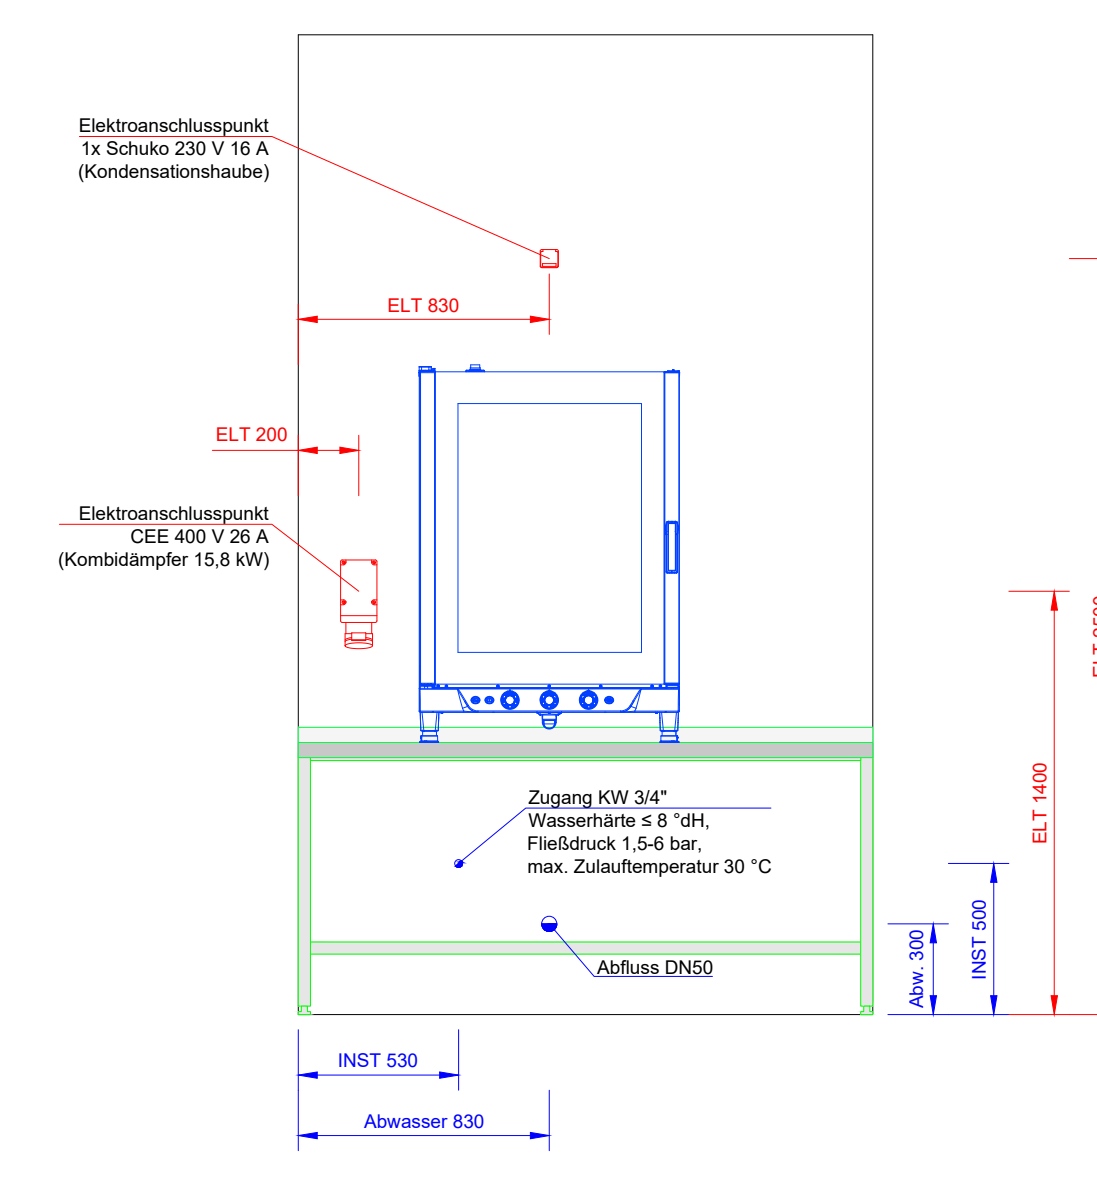 Elektroanschlusspunkt
1x Schuko 230 V 16 A
(Kondensationshaube)
ELT 830
ELT 200
Elektroanschlusspunkt
CEE 400 V 26 A
(Kombidämpfer 15,8 kW)
Zugang KW 3/4"
Wasserhärte ≤ 8 °dH,
Fließdruck 1,5-6 bar,
max. Zulauftemperatur 30 °C
Abfluss DN50
Abw. 300
INST 500
ELT 1400
INST 530
Abwasser 830